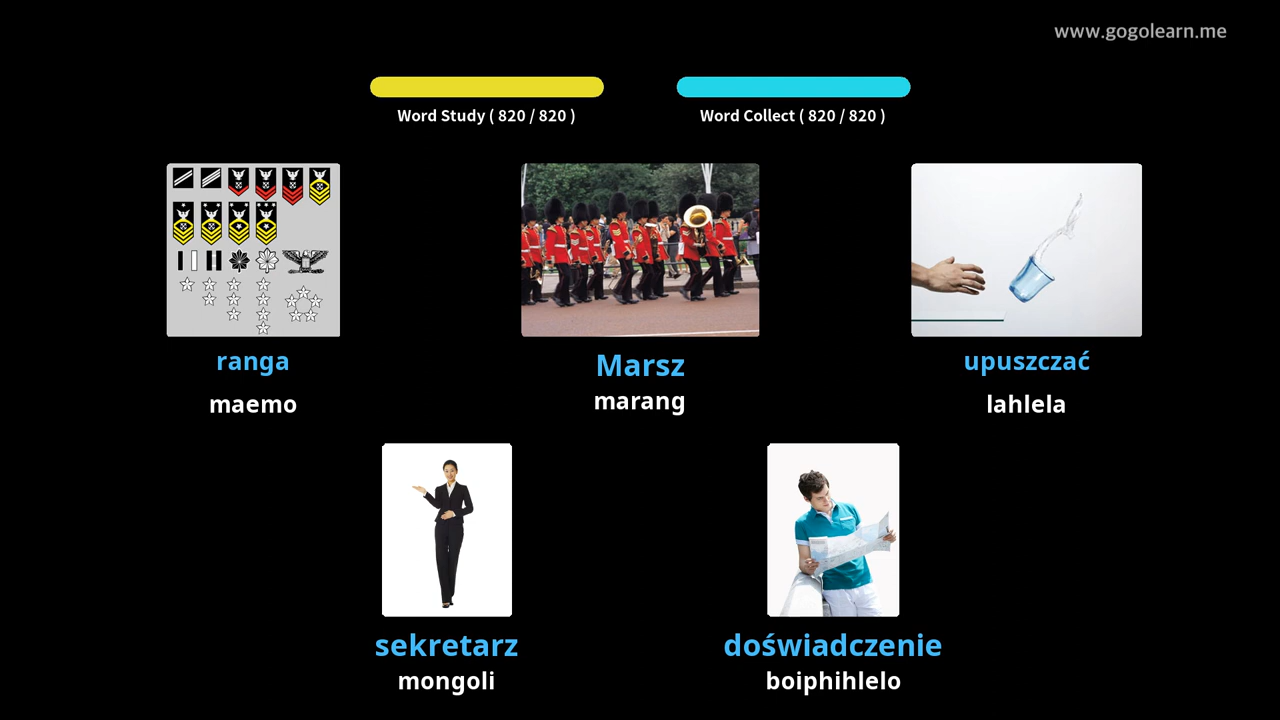 www.gogolearn.me
Word Study ( 820 / 820 )
Word Collect ( 820 / 820 )
ranga
maemo
Marsz
marang
upuszczać
lahlela
sekretarz
mongoli
doświadczenie
boiphihlelo